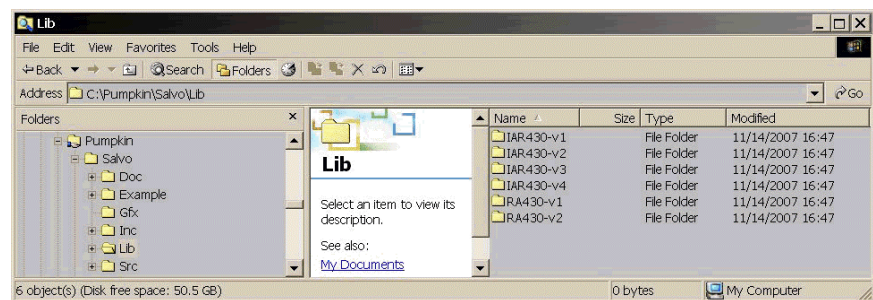 Lib
File Edit View Favorites Tools Help
Back Search Folders
Address C:\Pumpkin\Salvo\Lib Go
Folders
Pumpkin
Salvo
Doc
Example
Gfx
Inc
Lib
Src
Lib
Select an item to view its
description.
See also:
My Documents
Name Size Type Modified
IAR430-v1 File Folder 11/14/2007 16:47
IAR430-v2 File Folder 11/14/2007 16:47
IAR430-v3 File Folder 11/14/2007 16:47
IAR430-v4 File Folder 11/14/2007 16:47
RA430-v1 File Folder 11/14/2007 16:47
RA430-v2 File Folder 11/14/2007 16:47
6 object(s) (Disk free space: 50.5 GB) 0 bytes My Computer